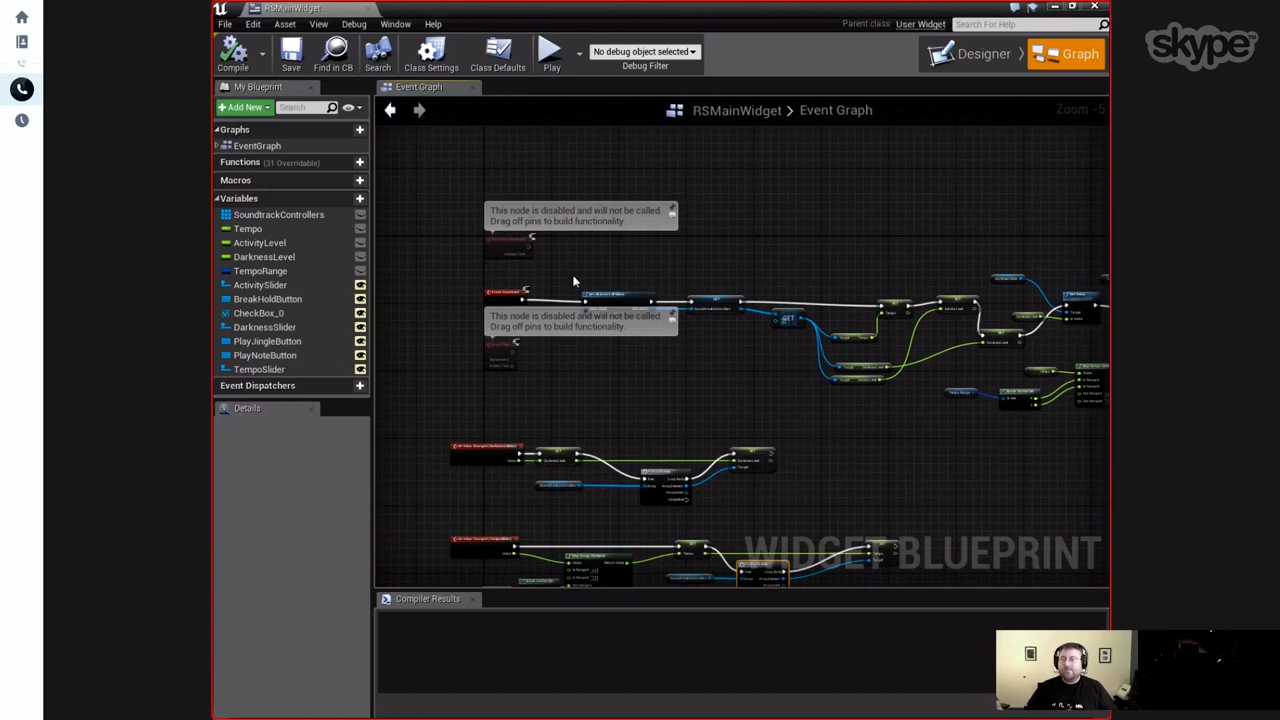 RSMainWidget
File Edit Asset View Debug Window Help
Parent class: User Widget Search For Help
skype
Compile Save Find in CB Search Class Settings Class Defaults Play
No debug object selected
Debug Filter
Designer Graph
My Blueprint
Event Graph
Add New Search
RSMainWidget > Event Graph
Zoom -5
Graphs
EventGraph
Functions (31 Overridable)
Macros
Variables
SoundtrackControllers
Tempo
ActivityLevel
DarknessLevel
TempoRange
ActivitySlider
BreakHoldButton
CheckBox_0
DarknessSlider
PlayJingleButton
PlayNoteButton
TempoSlider
Event Dispatchers
Details
This node is disabled and will not be called.
Drag off pins to build functionality.
This node is disabled and will not be called.
Drag off pins to build functionality.
GET
WIDGET BLUEPRINT
Compiler Results